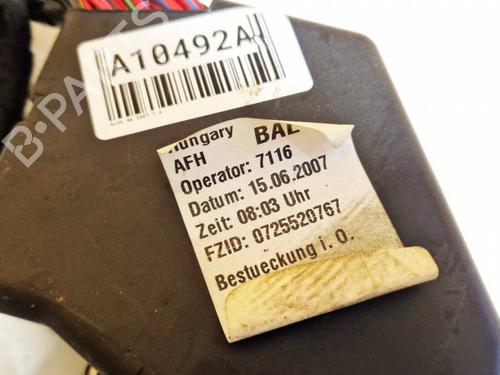 A10492A
Hungary BAL
AFH
Operator: 7116
Datum: 15.06.2007
Zeit: 08:03 Uhr
FZID: 0725520767
Bestueckung i. O.
B-PARTS